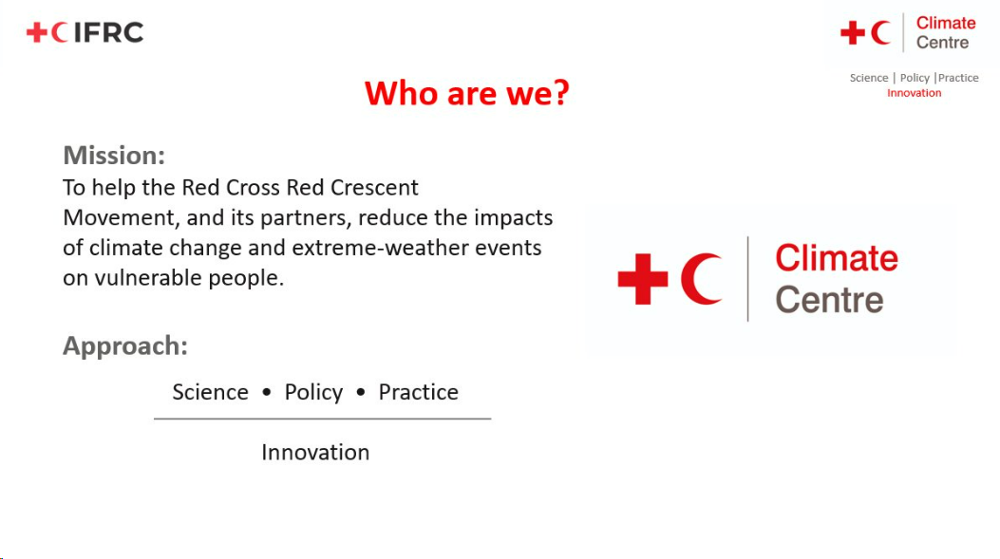 IFRC
Climate
Centre
Science | Policy |Practice
Innovation
Who are we?
Mission:
To help the Red Cross Red Crescent
Movement, and its partners, reduce the impacts
of climate change and extreme-weather events
on vulnerable people.
Climate
Centre
Approach:
Science • Policy • Practice
Innovation